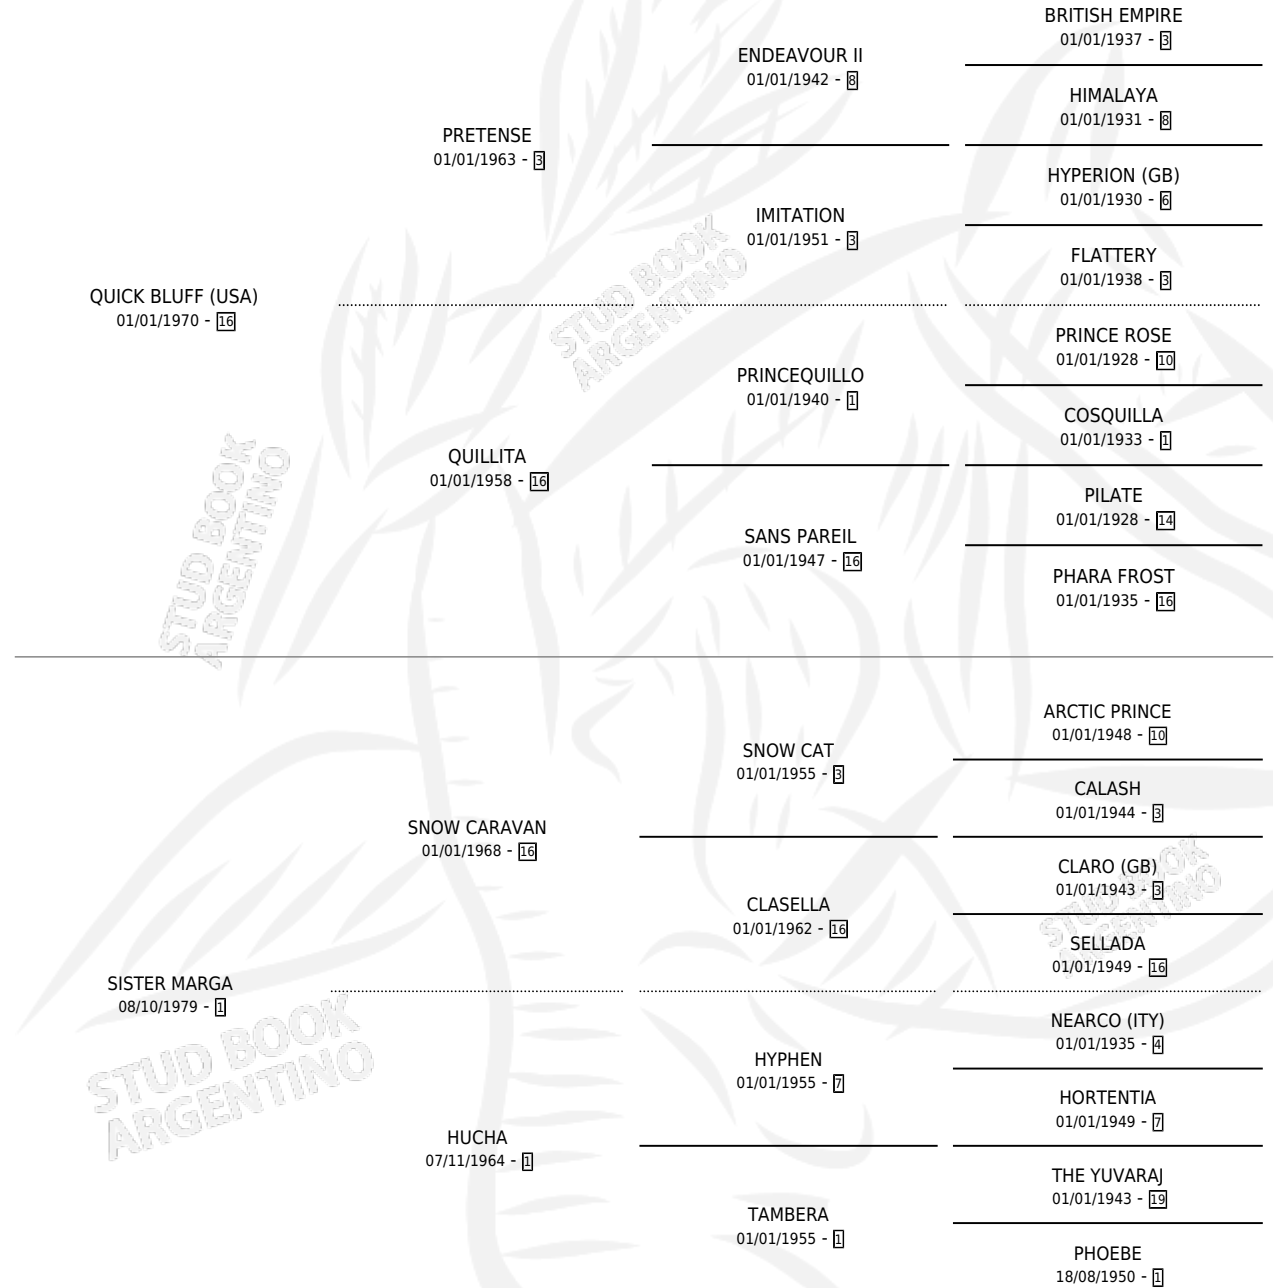 BRITISH EMPIRE
01/01/1937 - 3
ENDEAVOUR II
01/01/1942 - 8
HIMALAYA
01/01/1931 - 8
PRETENSE
01/01/1963 - 3
HYPERION (GB)
01/01/1930 - 6
IMITATION
01/01/1951 - 3
FLATTERY
01/01/1938 - 3
QUICK BLUFF (USA)
01/01/1970 - 16
PRINCE ROSE
01/01/1928 - 10
PRINCEQUILLO
01/01/1940 - 1
COSQUILLA
01/01/1933 - 1
QUILLITA
01/01/1958 - 16
PILATE
01/01/1928 - 14
SANS PAREIL
01/01/1947 - 16
PHARA FROST
01/01/1935 - 16
STUD BOOK
ARGENTINO
STUD BOOK
ARGENTINO
ARCTIC PRINCE
01/01/1948 - 10
SNOW CAT
01/01/1955 - 3
CALASH
01/01/1944 - 3
SNOW CARAVAN
01/01/1968 - 16
CLARO (GB)
01/01/1943 - 3
CLASELLA
01/01/1962 - 16
SELLADA
01/01/1949 - 16
SISTER MARGA
08/10/1979 - 1
NEARCO (ITY)
01/01/1935 - 4
HYPHEN
01/01/1955 - 7
HORTENTIA
01/01/1949 - 7
HUCHA
07/11/1964 - 1
THE YUVARAJ
01/01/1943 - 19
TAMBERA
01/01/1955 - 1
PHOEBE
18/08/1950 - 1
STUD BOOK
ARGENTINO
STUD BOOK
ARGENTINO